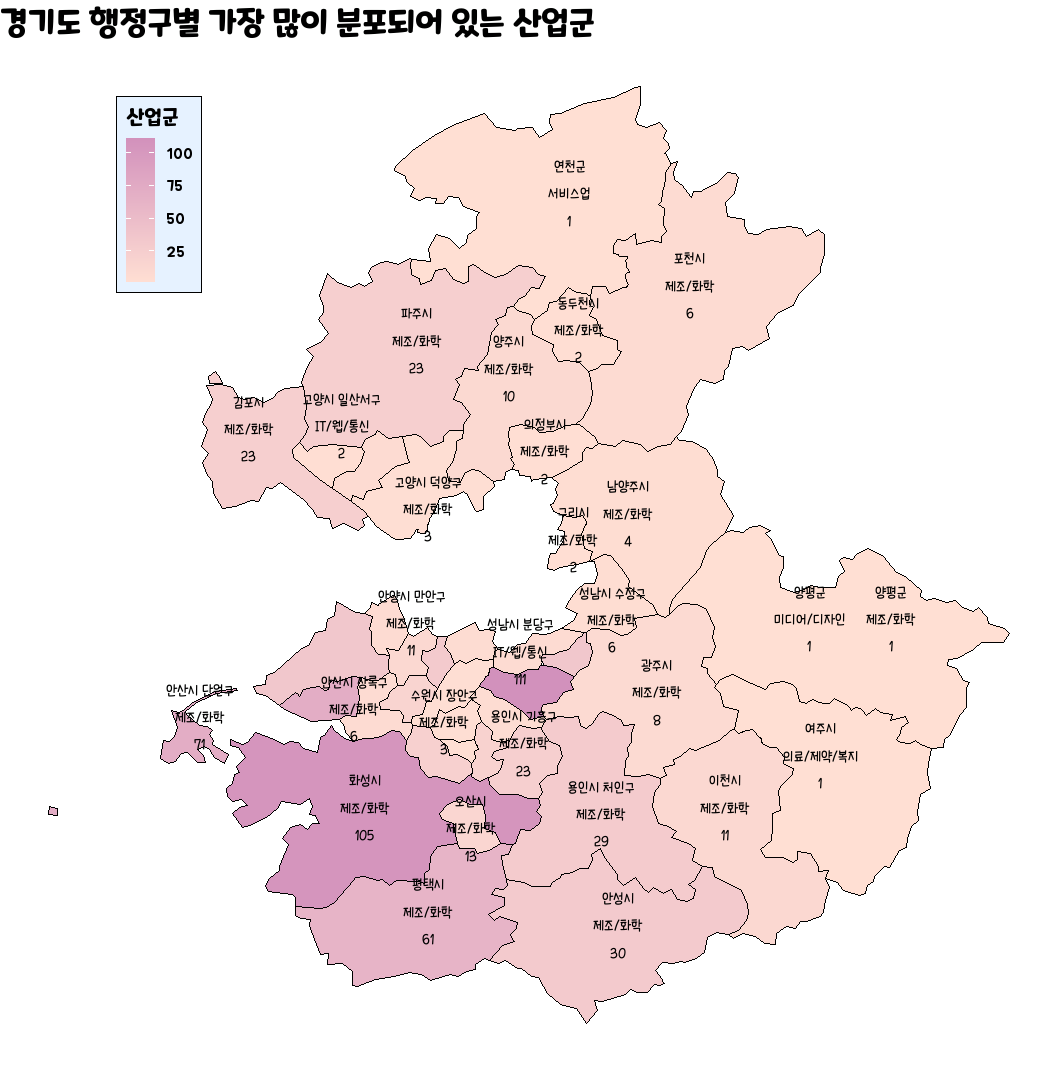 경기도 행정구별 가장 많이 분포되어 있는 산업군
산업군
100
75
50
25
연천군
서비스업
1
포천시
제조/화학
6
동두천시
제조/화학
2
파주시
제조/화학
23
양주시
제조/화학
10
김포시
제조/화학
23
고양시 일산서구
IT/웹/통신
2
의정부시
제조/화학
2
고양시 덕양구
제조/화학
3
남양주시
제조/화학
4
구리시
제조/화학
2
성남시 수정구
제조/화학
6
양평군
미디어/디자인
1
양평군
제조/화학
1
안양시 만안구
제조/화학
11
성남시 분당구
IT/웹/통신
111
광주시
제조/화학
8
안산시 단원구
제조/화학
71
안산시 상록구
제조/화학
6
수원시 장안구
제조/화학
3
용인시 기흥구
제조/화학
23
여주시
의료/제약/복지
1
화성시
제조/화학
105
오산시
제조/화학
13
용인시 처인구
제조/화학
29
이천시
제조/화학
11
평택시
제조/화학
61
안성시
제조/화학
30